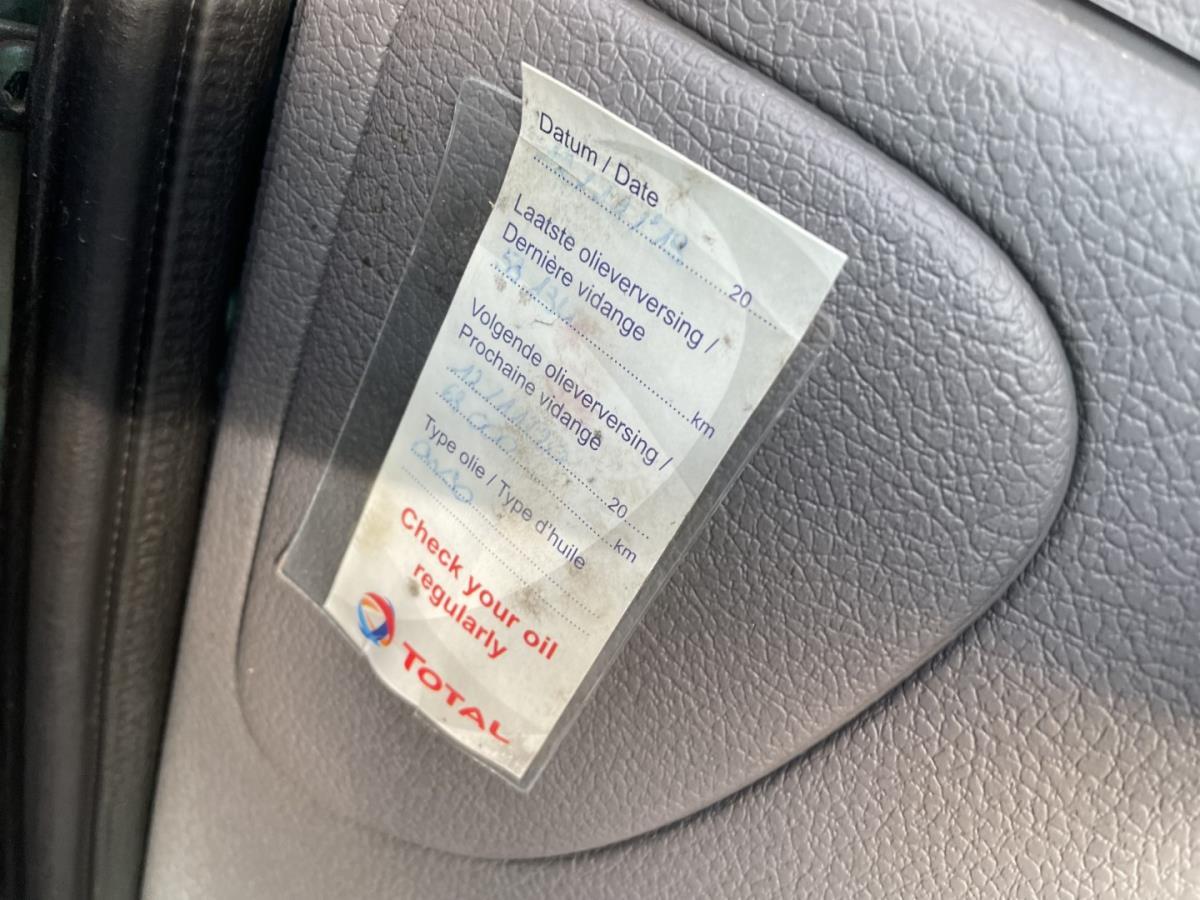 Datum / Date
20
Laatste olieverversing /
Dernière vidange
km
Volgende olieverversing /
Prochaine vidange
20
km
Type olie / Type d'huile
Check your oil
regularly
TOTAL